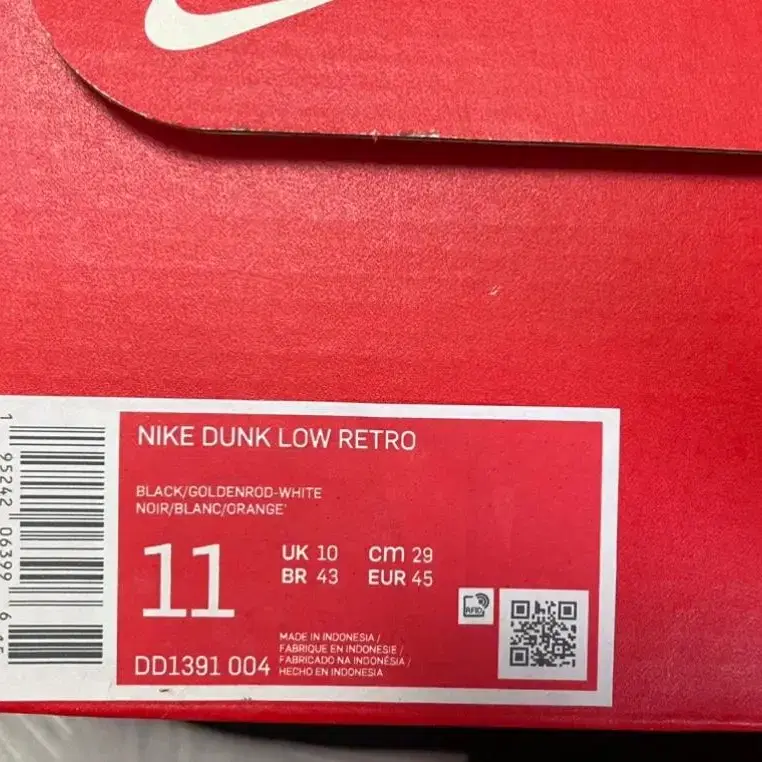 NIKE DUNK LOW RETRO
BLACK/GOLDENROD-WHITE
NOIR/BLANC/ORANGE'
11
UK 10 cm 29
BR 43 EUR 45
RFID
MADE IN INDONESIA /
FABRIQUE EN INDONESIE /
FABRICADO NA INDONÉSIA /
HECHO EN INDONESIA
DD1391 004
1 95242 06399 6